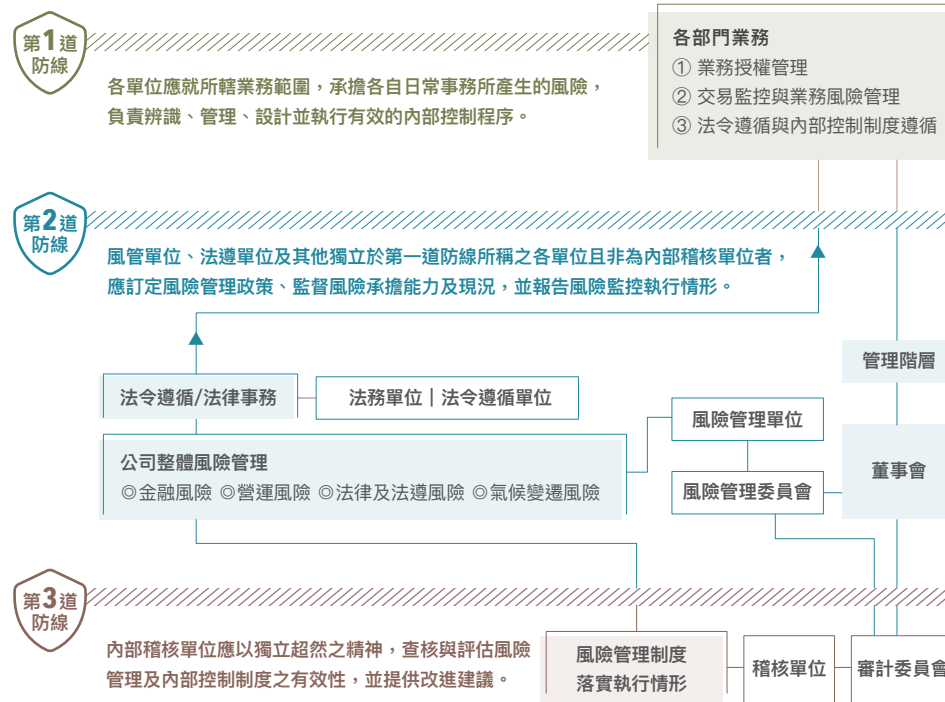 第1道
防線
各單位應就所轄業務範圍，承擔各自日常事務所產生的風險，
負責辨識、管理、設計並執行有效的內部控制程序。
各部門業務
① 業務授權管理
② 交易監控與業務風險管理
③ 法令遵循與內部控制制度遵循
第2道
防線
風管單位、法遵單位及其他獨立於第一道防線所稱之各單位且非為內部稽核單位者，
應訂定風險管理政策、監督風險承擔能力及現況，並報告風險監控執行情形。
管理階層
法令遵循/法律事務
法務單位｜法令遵循單位
風險管理單位
公司整體風險管理
◎金融風險 ◎營運風險 ◎法律及法遵風險 ◎氣候變遷風險
風險管理委員會
董事會
第3道
防線
內部稽核單位應以獨立超然之精神，查核與評估風險
管理及內部控制制度之有效性，並提供改進建議。
風險管理制度
落實執行情形
稽核單位
審計委員會